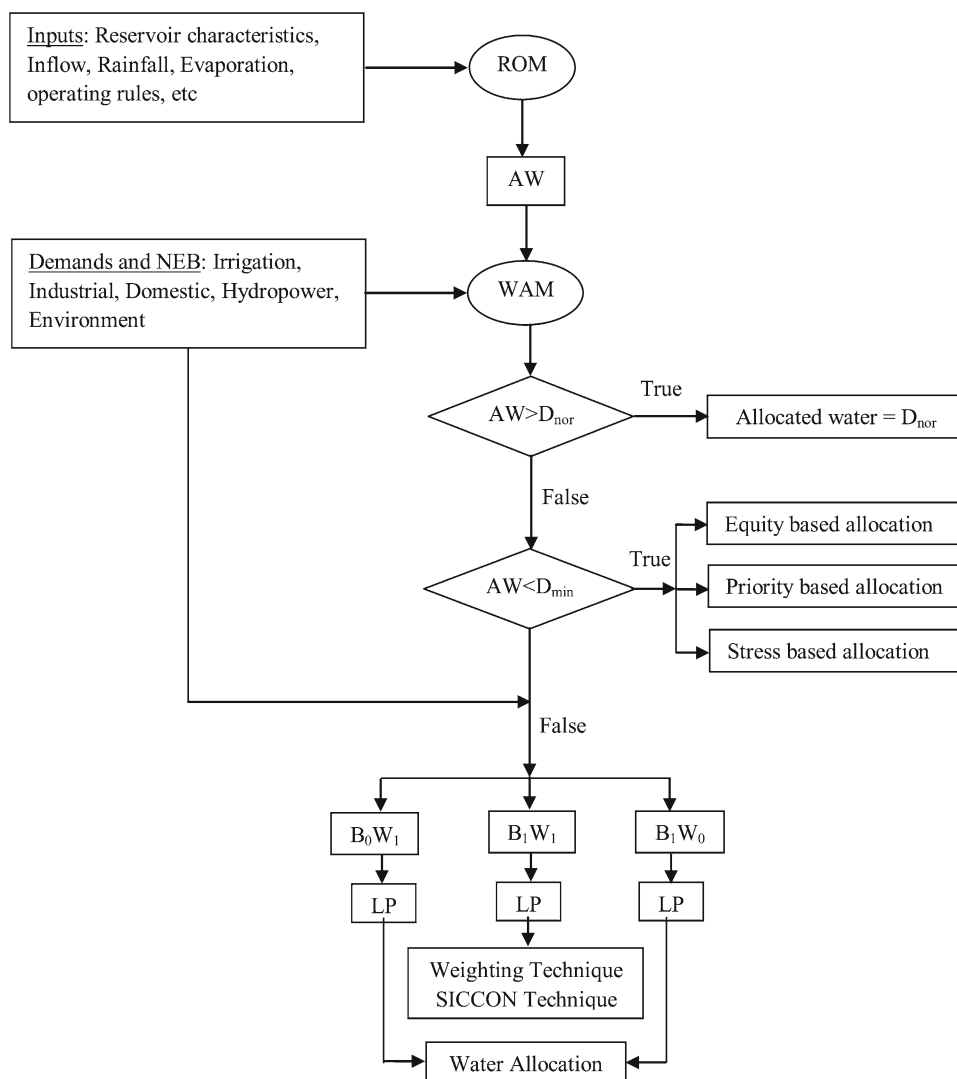 Inputs: Reservoir characteristics,
Inflow, Rainfall, Evaporation,
operating rules, etc
ROM
AW
Demands and NEB: Irrigation,
Industrial, Domestic, Hydropower,
Environment
WAM
AW>Dnor
True
Allocated water = Dnor
False
Equity based allocation
AW<Dmin
True
Priority based allocation
Stress based allocation
False
B0W1
B1W1
B1W0
LP
LP
LP
Weighting Technique
SICCON Technique
Water Allocation